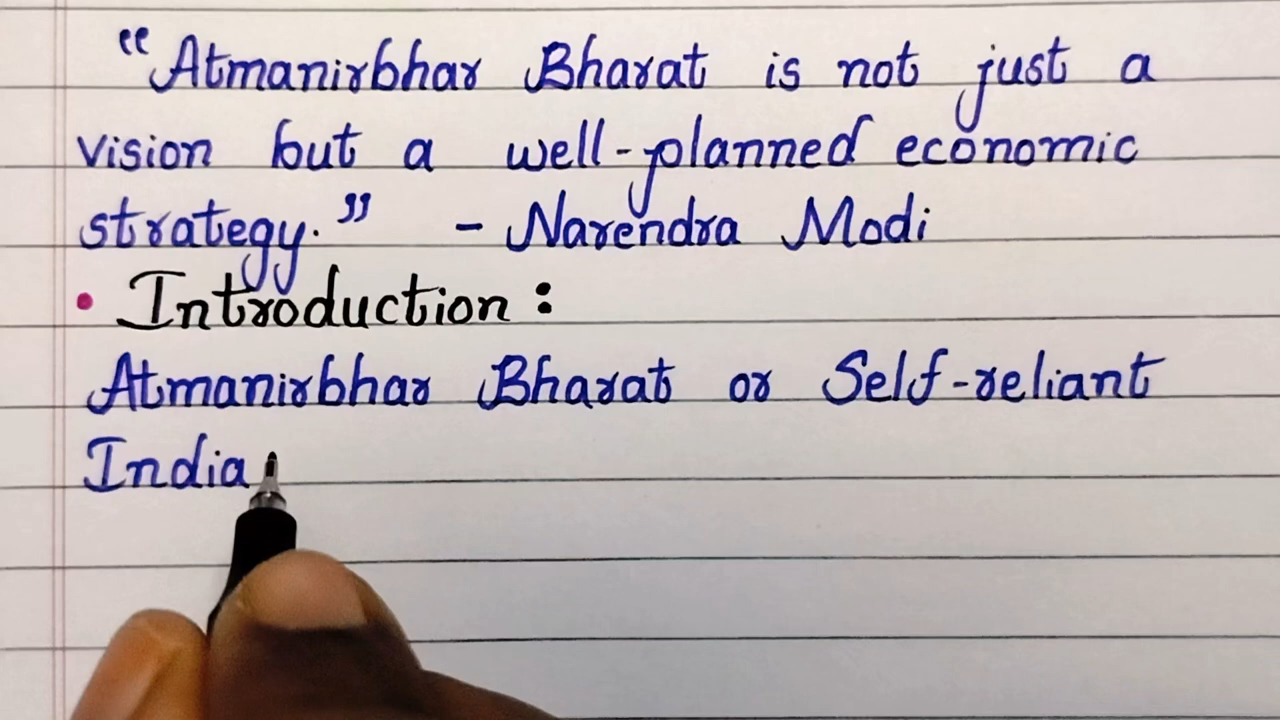 “Atmanirbhar Bharat is not just a
vision but a well-planned economic
strategy.” - Narendra Modi
• Introduction :
Atmanirbhar Bharat or Self-reliant
India